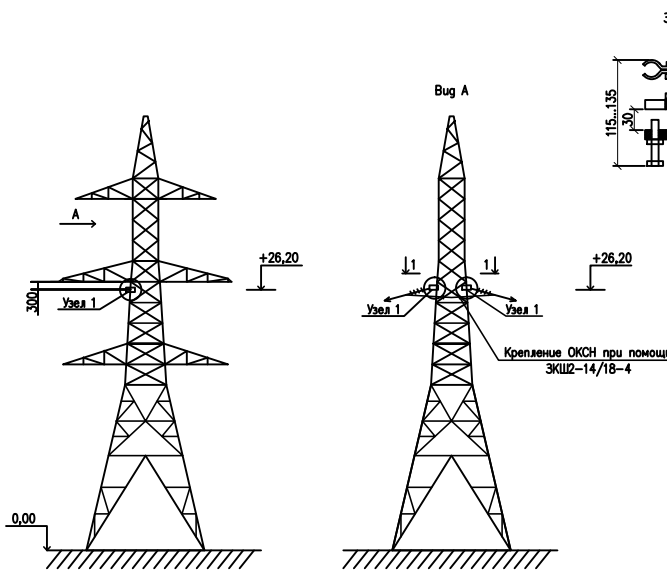 Вид А
115...135
30
А
+26,20
300
Узел 1
1
1
+26,20
Узел 1
Узел 1
Крепление ОКСН при помощи
ЗКШ2-14/18-4
0,00